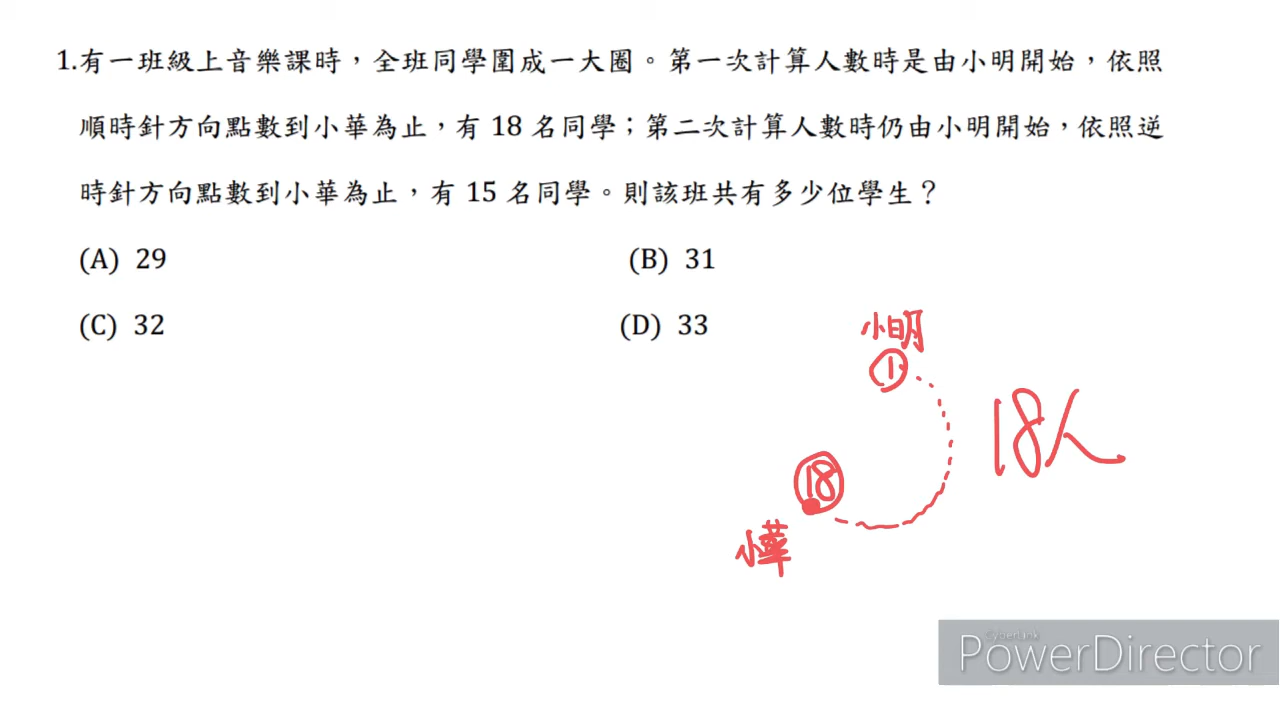 1.有一班級上音樂課時，全班同學圍成一大圈。第一次計算人數時是由小明開始，依照
順時針方向點數到小華為止，有 18 名同學；第二次計算人數時仍由小明開始，依照逆
時針方向點數到小華為止，有 15 名同學。則該班共有多少位學生？
(A) 29
(B) 31
(C) 32
(D) 33
小明
1
18人
18
小華
CyberLink
PowerDirector